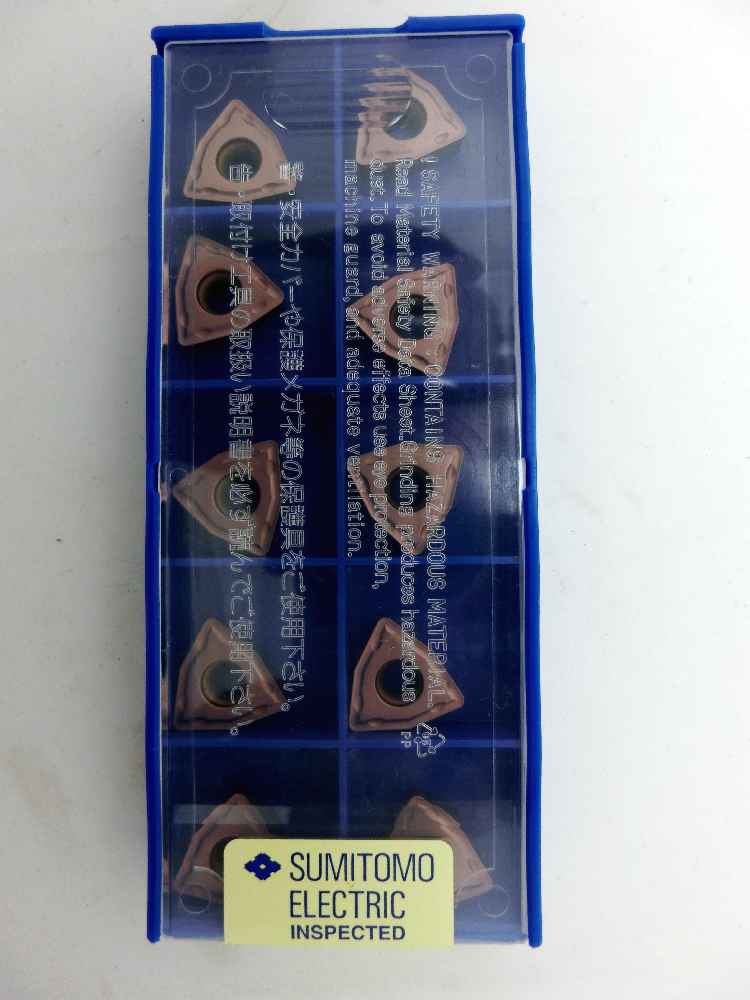 ! SAFETY WARNING : CONTAINS HAZARDOUS MATERIAL.
Read Material Safety Data Sheet. Grinding produces hazardous
dust. To avoid adverse effects use eye protection,
machine guard, and adequate ventilation.
PP
警・安全カバーや保護メガネ等の保護具をご使用下さい。
告・取付け工具の取扱い説明書を必ず読んでご使用下さい。
SUMITOMO
ELECTRIC
INSPECTED